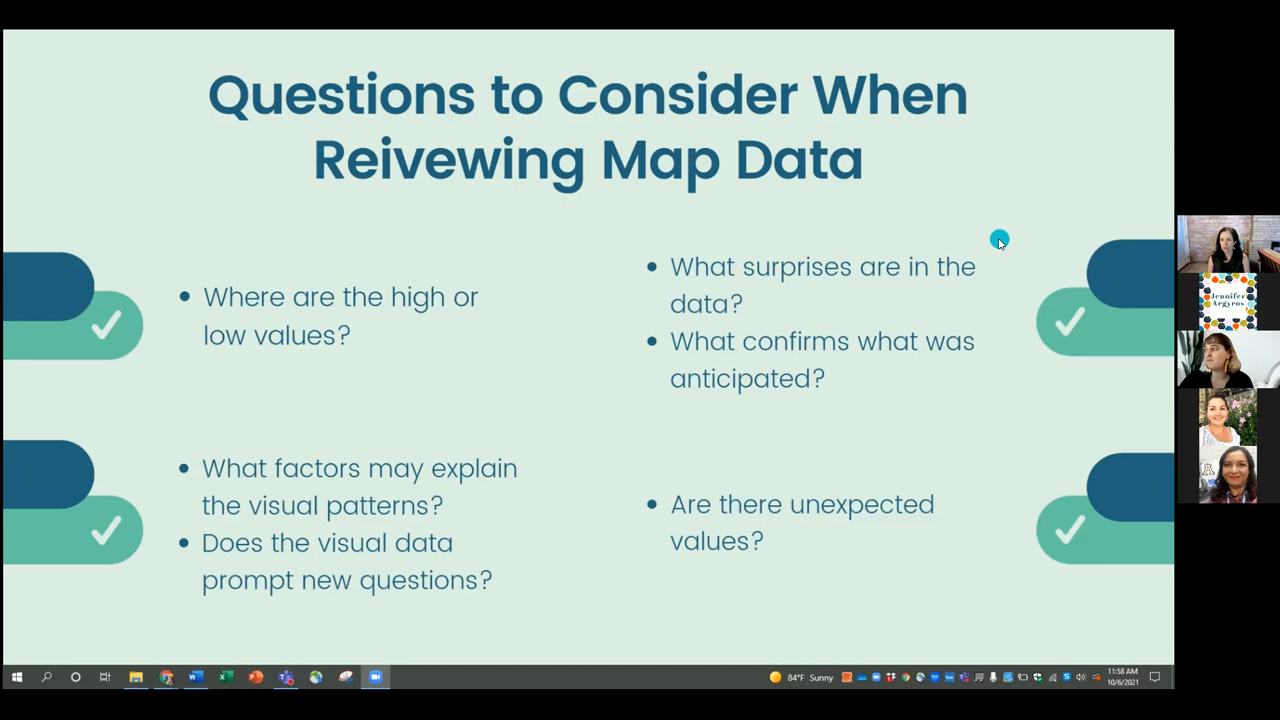 Questions to Consider When
Reivewing Map Data
• Where are the high or
low values?
• What surprises are in the
data?
• What confirms what was
anticipated?
• What factors may explain
the visual patterns?
• Does the visual data
prompt new questions?
• Are there unexpected
values?
Jennifer
Argyros
84°F Sunny
11:58 AM
10/6/2021